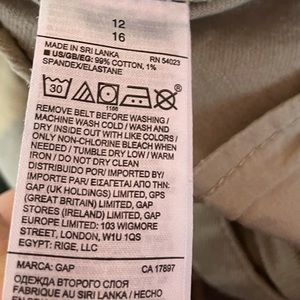 12
16
MADE IN SRI LANKA RN 54023
■ US/GB/EG: 99% COTTON, 1%
SPANDEX/ELASTANE
30
1166
REMOVE BELT BEFORE WASHING /
MACHINE WASH COLD / WASH AND
DRY INSIDE OUT WITH LIKE COLORS /
ONLY NON-CHLORINE BLEACH WHEN
NEEDED / TUMBLE DRY LOW / WARM
IRON / DO NOT DRY CLEAN
DISTRIBUIDO POR/IMPORTED BY/
IMPORTE PAR/ ΕΙΣΑΓΕΤΑΙ ΑΠΟ ΤΗΝ:
GAP (UK HOLDINGS) LIMITED, GPS
(GREAT BRITAIN) LIMITED, GAP
STORES (IRELAND) LIMITED, GAP
EUROPE LIMITED: 103 WIGMORE
STREET, LONDON, W1U 1QS
EGYPT: RIGE, LLC
MARCA: GAP CA 17897
ОДЕЖДА ВТОРОГО СЛОЯ
FABRIQUÉ AU SRI LANKA / HECHO